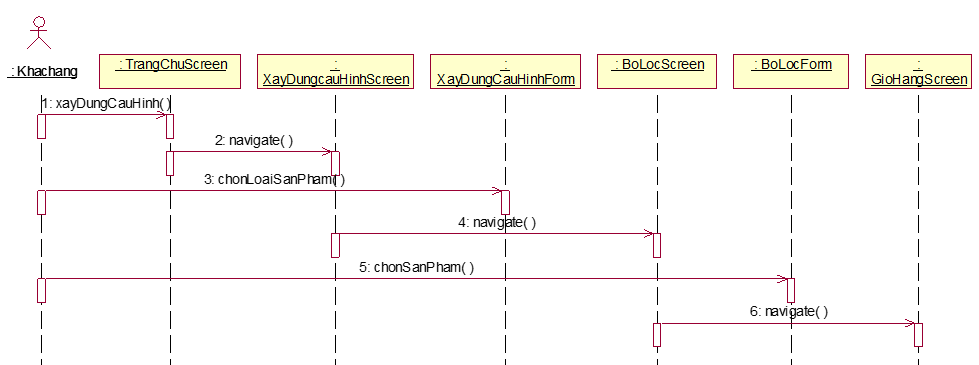 : Khachang
: TrangChuScreen
:
XayDungcauHinhScreen
:
XayDungCauHinhForm
: BoLocScreen
: BoLocForm
:
GioHangScreen
1: xayDungCauHinh( )
2: navigate( )
3: chonLoaiSanPham( )
4: navigate( )
5: chonSanPham( )
6: navigate( )